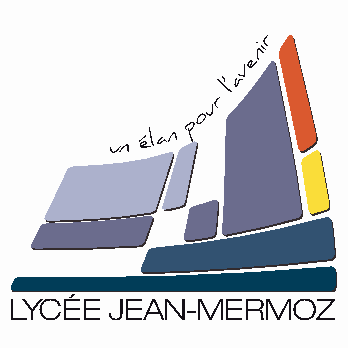 un élan pour l'avenir
LYCÉE JEAN-MERMOZ